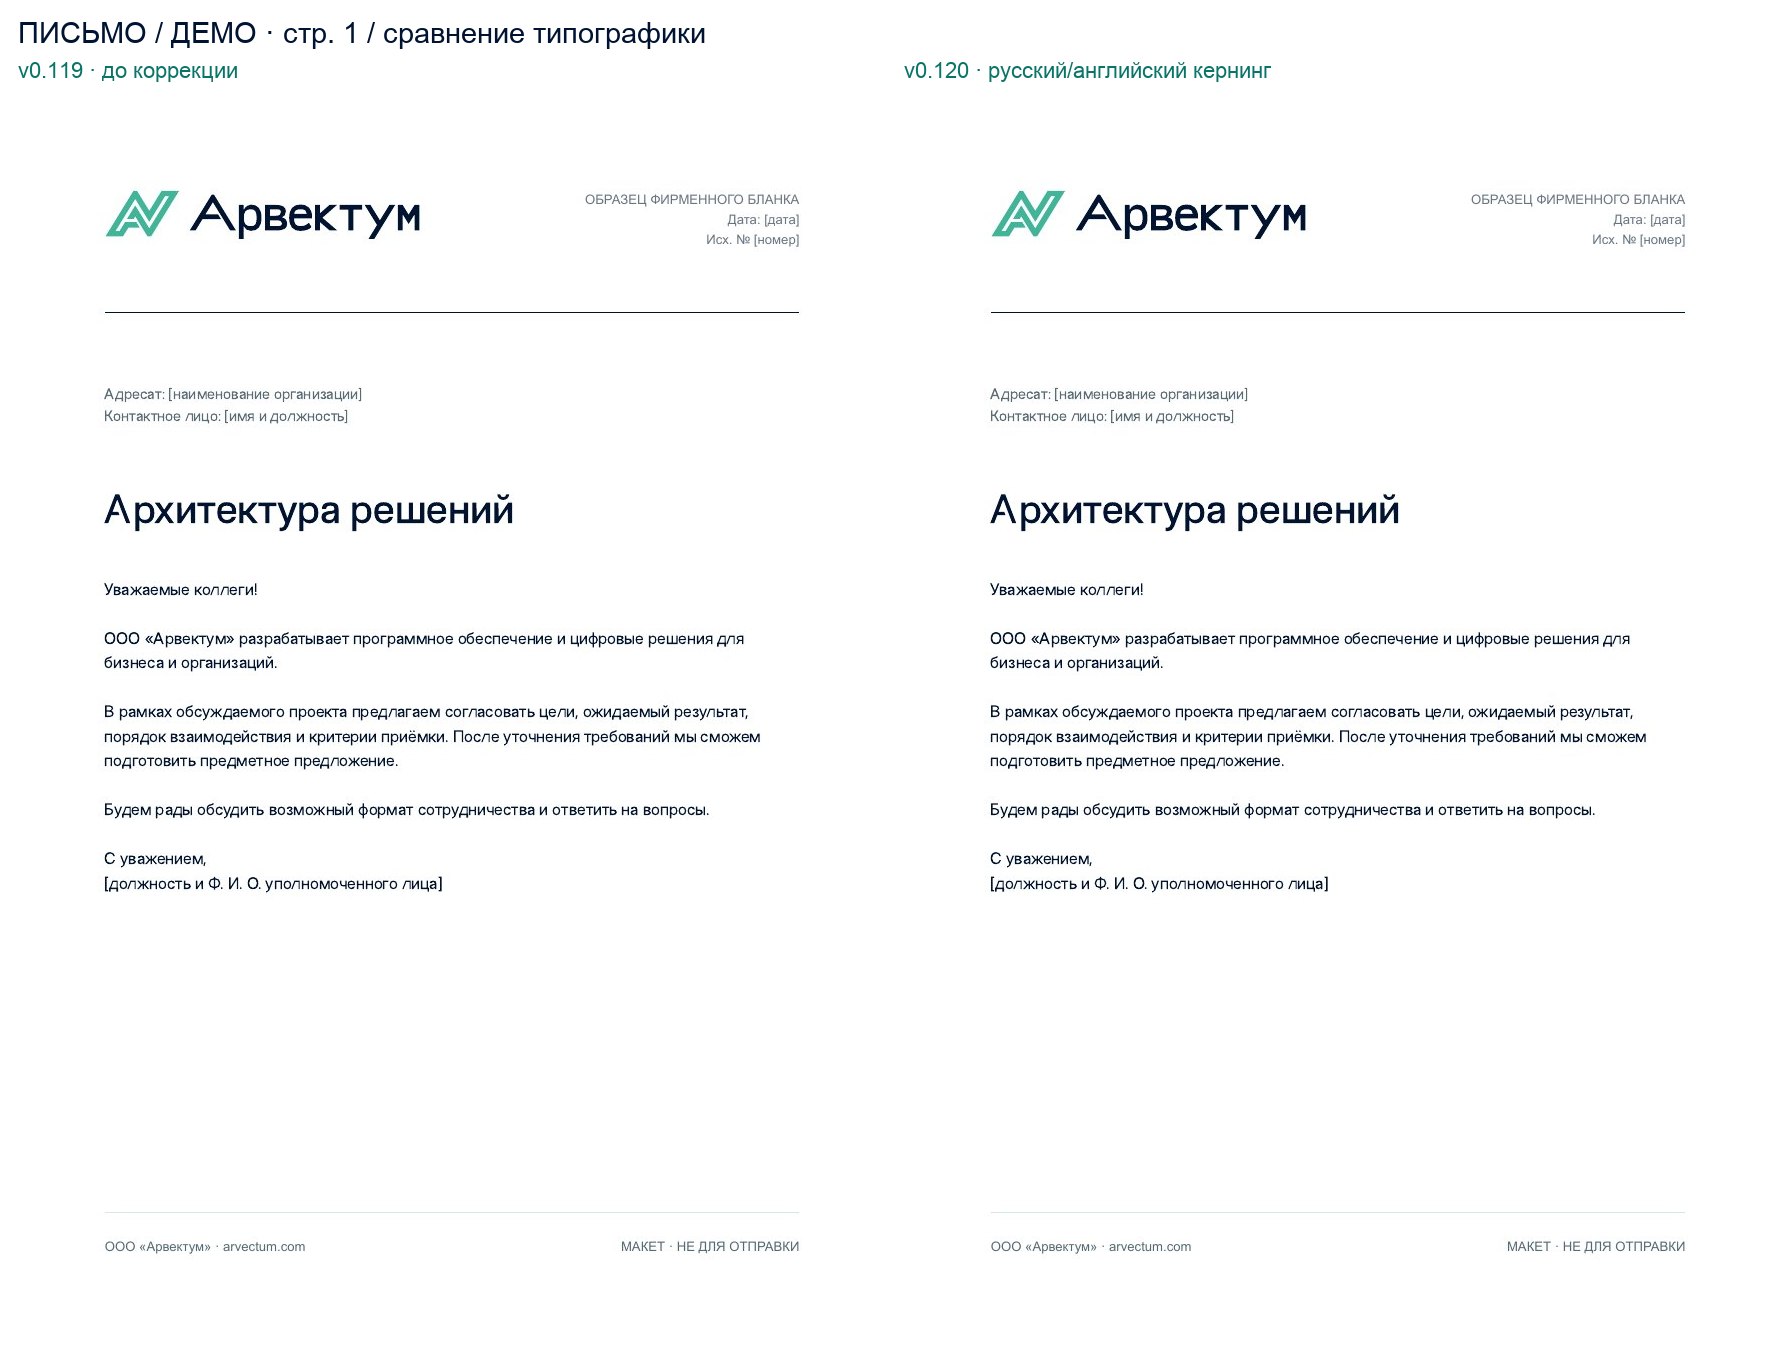 ПИСЬМО / ДЕМО · стр. 1 / сравнение типографики
v0.119 · до коррекции
Арвектум
ОБРАЗЕЦ ФИРМЕННОГО БЛАНКА
Дата: [дата]
Исх. № [номер]
Адресат: [наименование организации]
Контактное лицо: [имя и должность]
Архитектура решений
Уважаемые коллеги!
ООО «Арвектум» разрабатывает программное обеспечение и цифровые решения для
бизнеса и организаций.
В рамках обсуждаемого проекта предлагаем согласовать цели, ожидаемый результат,
порядок взаимодействия и критерии приёмки. После уточнения требований мы сможем
подготовить предметное предложение.
Будем рады обсудить возможный формат сотрудничества и ответить на вопросы.
С уважением,
[должность и Ф. И. О. уполномоченного лица]
ООО «Арвектум» · arvectum.com
МАКЕТ · НЕ ДЛЯ ОТПРАВКИ
v0.120 · русский/английский кернинг
Арвектум
ОБРАЗЕЦ ФИРМЕННОГО БЛАНКА
Дата: [дата]
Исх. № [номер]
Адресат: [наименование организации]
Контактное лицо: [имя и должность]
Архитектура решений
Уважаемые коллеги!
ООО «Арвектум» разрабатывает программное обеспечение и цифровые решения для
бизнеса и организаций.
В рамках обсуждаемого проекта предлагаем согласовать цели, ожидаемый результат,
порядок взаимодействия и критерии приёмки. После уточнения требований мы сможем
подготовить предметное предложение.
Будем рады обсудить возможный формат сотрудничества и ответить на вопросы.
С уважением,
[должность и Ф. И. О. уполномоченного лица]
ООО «Арвектум» · arvectum.com
МАКЕТ · НЕ ДЛЯ ОТПРАВКИ